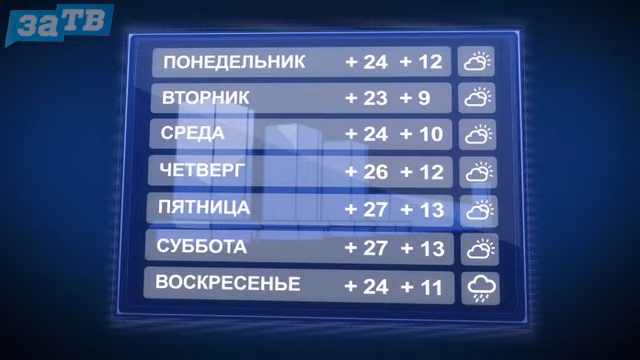 заТВ
ПОНЕДЕЛЬНИК + 24 + 12
ВТОРНИК + 23 + 9
СРЕДА + 24 + 10
ЧЕТВЕРГ + 26 + 12
ПЯТНИЦА + 27 + 13
СУББОТА + 27 + 13
ВОСКРЕСЕНЬЕ + 24 + 11